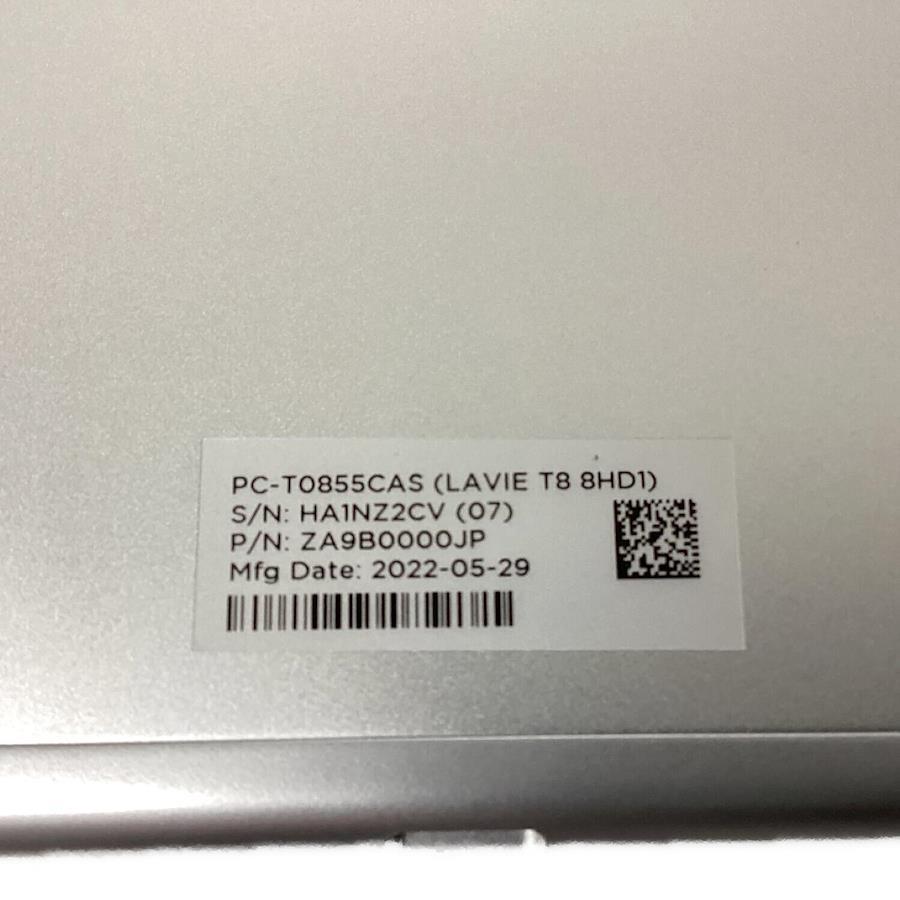 PC-T0855CAS (LAVIE T8 8HD1)
S/N: HA1NZ2CV (07)
P/N: ZA9B0000JP
Mfg Date: 2022-05-29